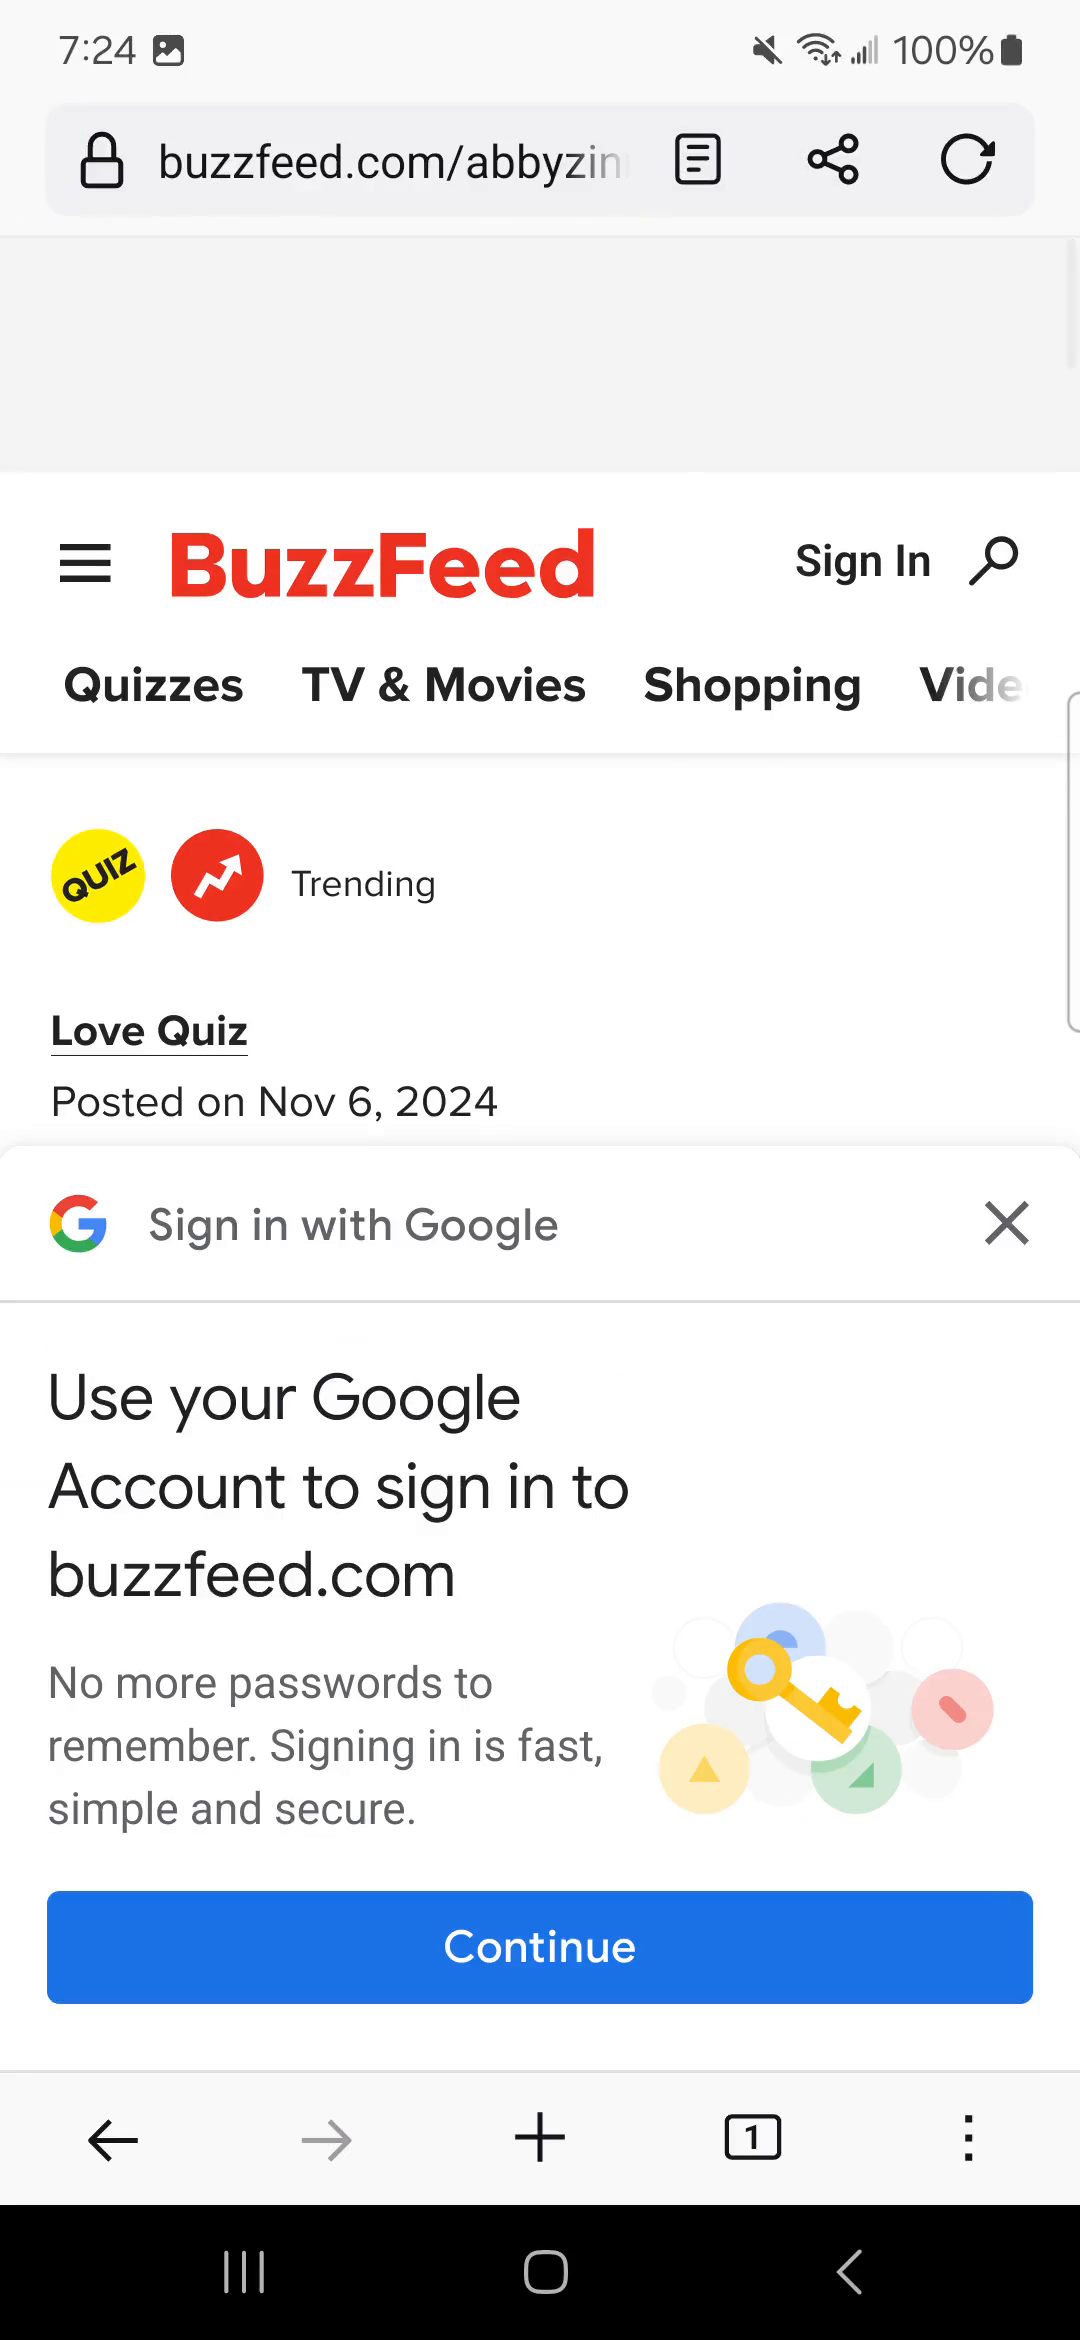 7:24
100%
buzzfeed.com/abbyzin
BuzzFeed
Sign In
Quizzes TV & Movies Shopping Vide
QUIZ
Trending
Love Quiz
Posted on Nov 6, 2024
Sign in with Google
Use your Google
Account to sign in to
buzzfeed.com
No more passwords to
remember. Signing in is fast,
simple and secure.
Continue
1